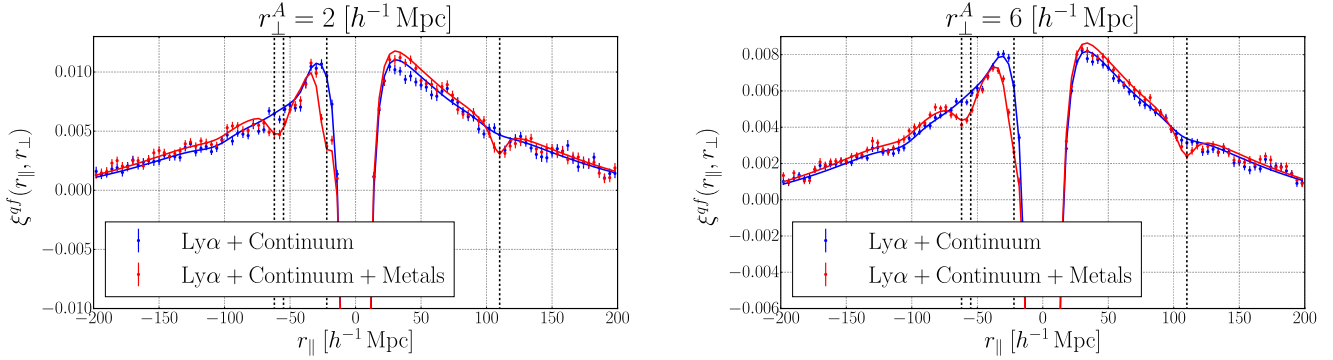 r_⊥^A = 2 [h⁻¹ Mpc]
ξ^{qf}(r_∥, r_⊥)
0.010
0.005
0.000
−0.005
−0.010
Lyα + Continuum
Lyα + Continuum + Metals
−200 −150 −100 −50 0 50 100 150 200
r_∥ [h⁻¹ Mpc]
r_⊥^A = 6 [h⁻¹ Mpc]
ξ^{qf}(r_∥, r_⊥)
0.008
0.006
0.004
0.002
0.000
−0.002
−0.004
−0.006
Lyα + Continuum
Lyα + Continuum + Metals
−200 −150 −100 −50 0 50 100 150 200
r_∥ [h⁻¹ Mpc]